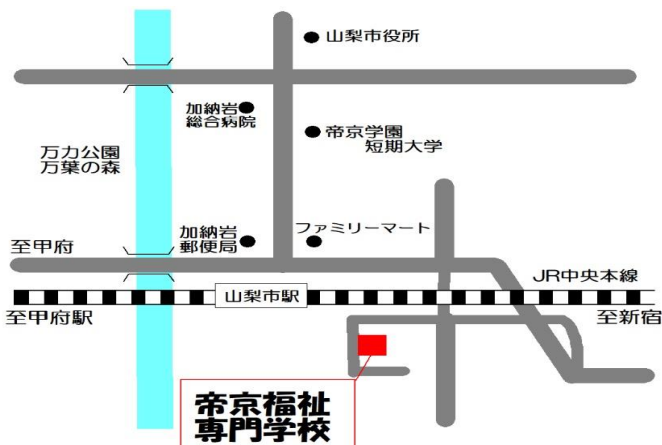 山梨市役所
加納岩
総合病院
帝京学園
短期大学
万力公園
万葉の森
加納岩
郵便局
ファミリーマート
至甲府
JR中央本線
山梨市駅
至甲府駅
至新宿
帝京福祉
専門学校